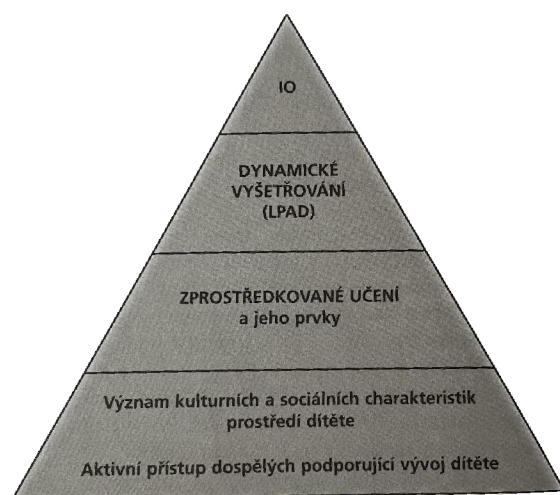 IO
DYNAMICKÉ
VYŠETŘOVÁNÍ
(LPAD)
ZPROSTŘEDKOVANÉ UČENÍ
a jeho prvky
Význam kulturních a sociálních charakteristik
prostředí dítěte
Aktivní přístup dospělých podporující vývoj dítěte